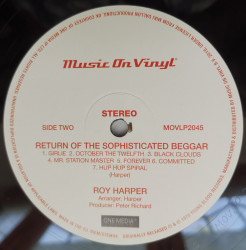 Music On Vinyl
STEREO
SIDE TWO
MOVLP2045
RETURN OF THE SOPHISTICATED BEGGAR
1. GIRLIE 2. OCTOBER THE TWELFTH 3. BLACK CLOUDS
4. MR. STATION MASTER 5. FOREVER 6. COMMITTED
7. HUP HUP SPIRAL
(Harper)
ROY HARPER
Arranger: Harper
Producer: Peter Richard
ONE MEDIA